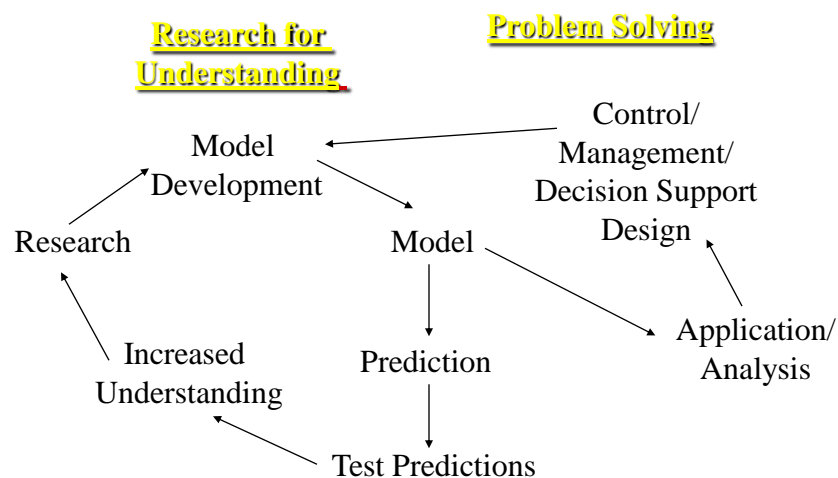 Research for
Understanding
Problem Solving
Control/
Management/
Decision Support
Design
Model
Development
Research
Model
Application/
Analysis
Increased
Understanding
Prediction
Test Predictions